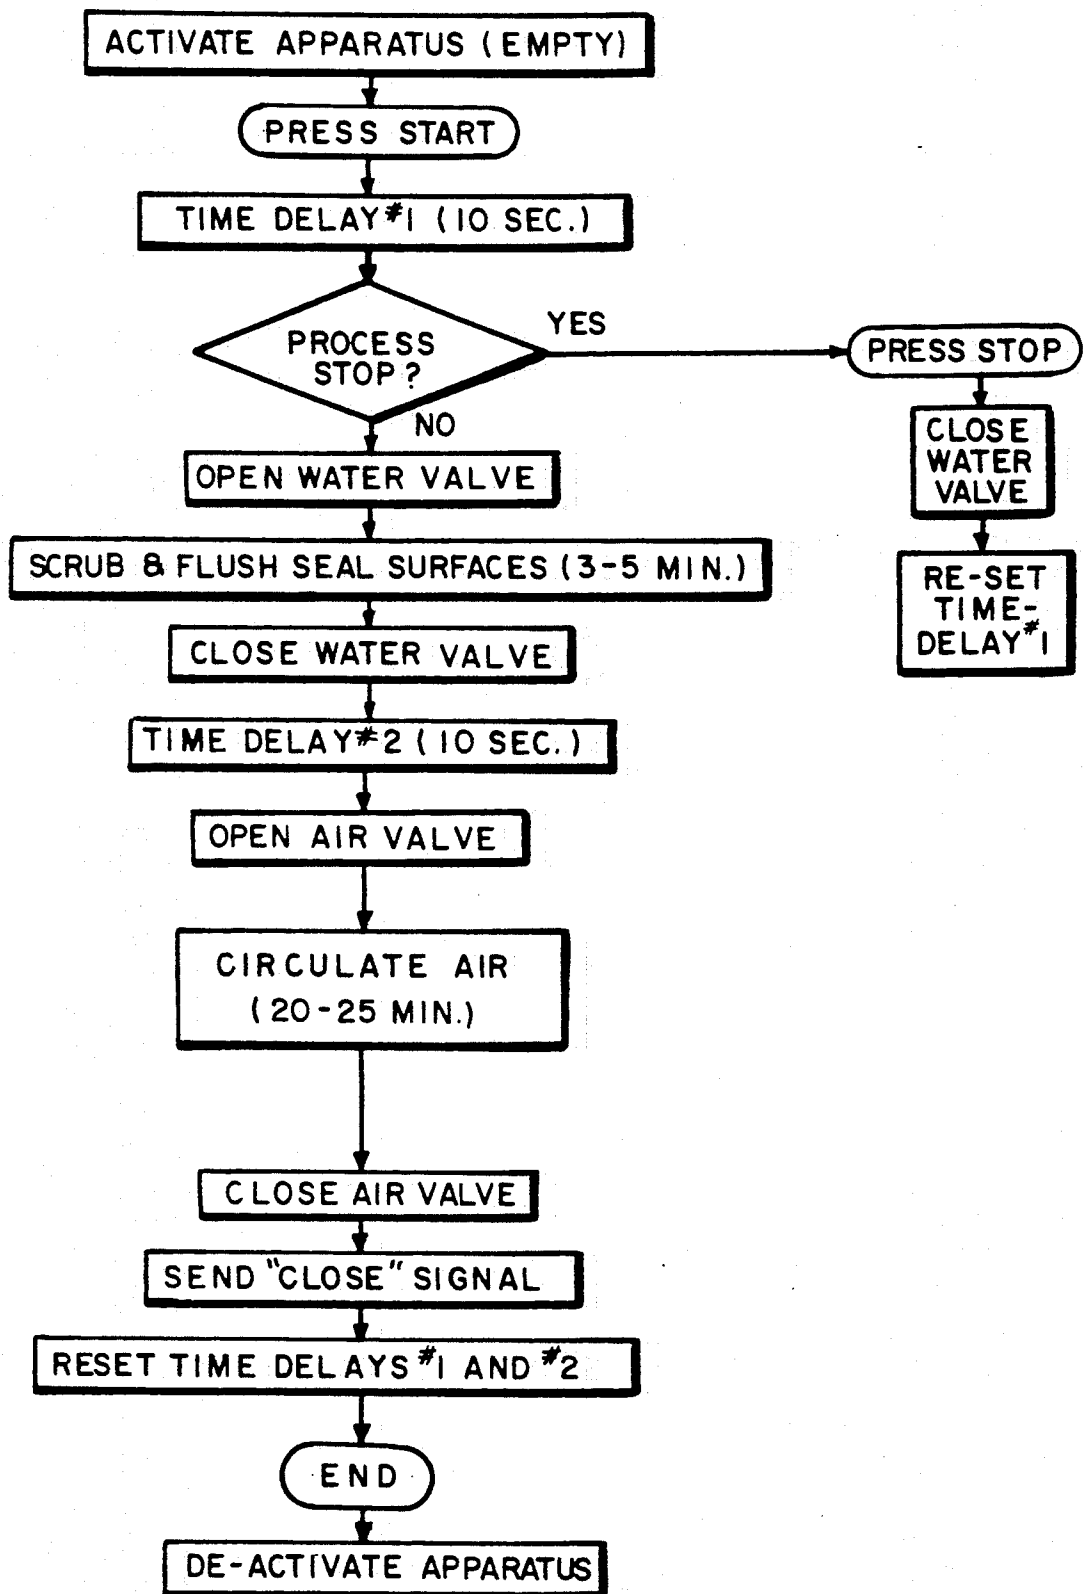 ACTIVATE APPARATUS (EMPTY)
PRESS START
TIME DELAY #1 (10 SEC.)
PROCESS
STOP?
YES
PRESS STOP
CLOSE
WATER
VALVE
RE-SET
TIME-
DELAY #1
NO
OPEN WATER VALVE
SCRUB & FLUSH SEAL SURFACES (3-5 MIN.)
CLOSE WATER VALVE
TIME DELAY #2 (10 SEC.)
OPEN AIR VALVE
CIRCULATE AIR
(20-25 MIN.)
CLOSE AIR VALVE
SEND "CLOSE" SIGNAL
RESET TIME DELAYS #1 AND #2
END
DE-ACTIVATE APPARATUS